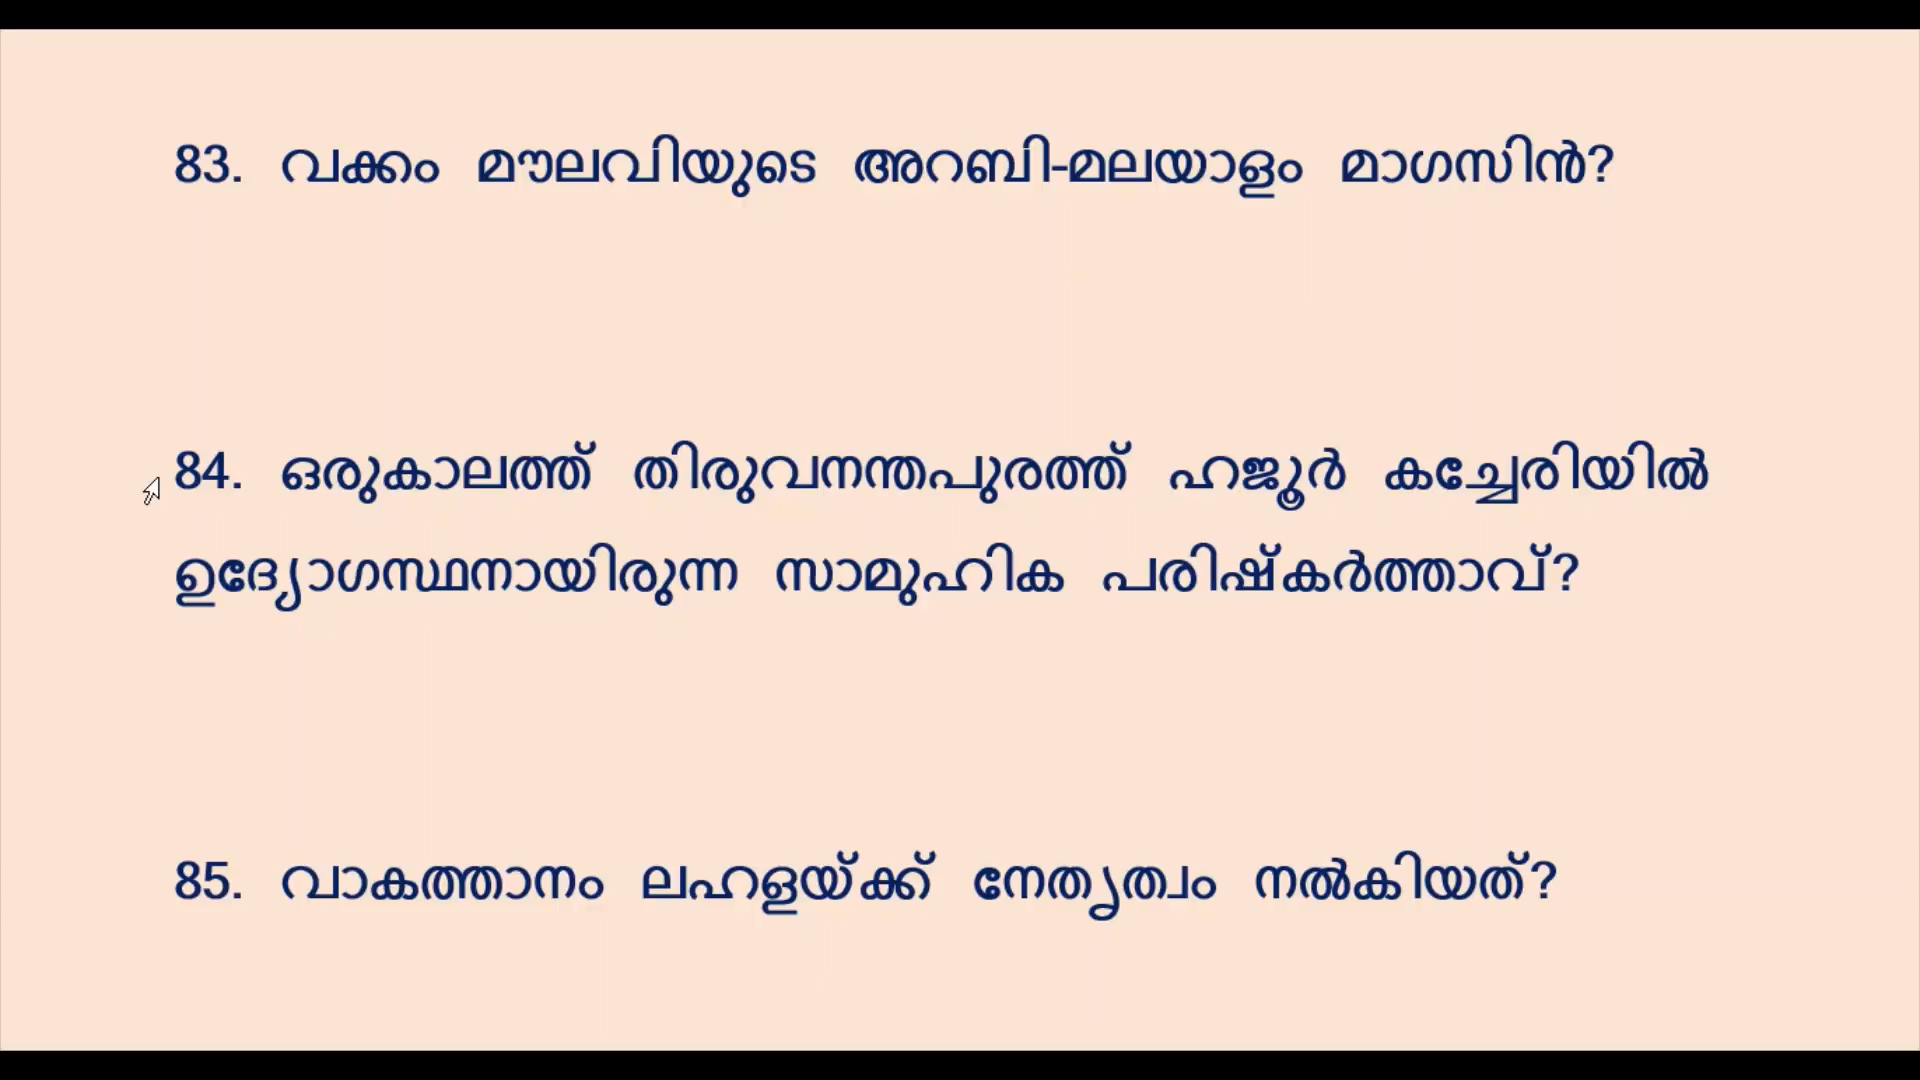 83. വക്കം മൗലവിയുടെ അറബി-മലയാളം മാഗസിൻ?
84. ഒരുകാലത്ത് തിരുവനന്തപുരത്ത് ഹജൂർ കച്ചേരിയിൽ
ഉദ്യോഗസ്ഥനായിരുന്ന സാമുഹിക പരിഷ്കർത്താവ്?
85. വാകത്താനം ലഹളയ്ക്ക് നേതൃത്വം നൽകിയത്?